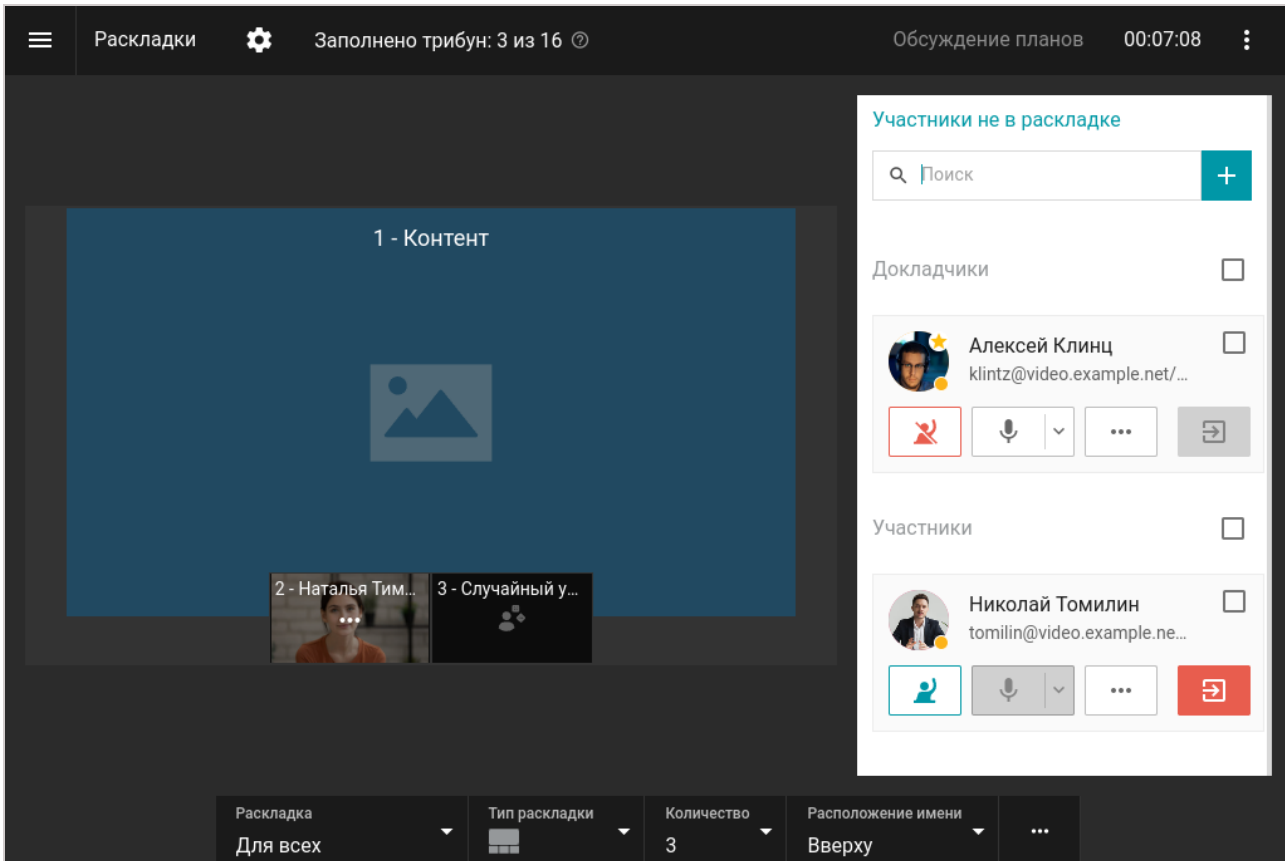 Раскладки
Заполнено трибун: 3 из 16
Обсуждение планов
00:07:08
Участники не в раскладке
Поиск
1 - Контент
Докладчики
Алексей Клинц
klintz@video.example.net/...
Участники
2 - Наталья Тим...
3 - Случайный у...
Николай Томилин
tomilin@video.example.ne...
Раскладка
Для всех
Тип раскладки
Количество
3
Расположение имени
Вверху